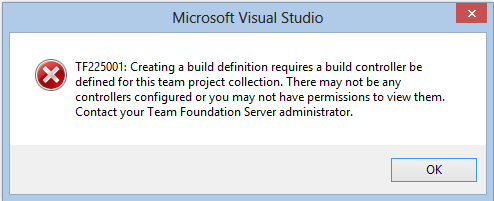 Microsoft Visual Studio
TF225001: Creating a build definition requires a build controller be
defined for this team project collection. There may not be any
controllers configured or you may not have permissions to view them.
Contact your Team Foundation Server administrator.
OK